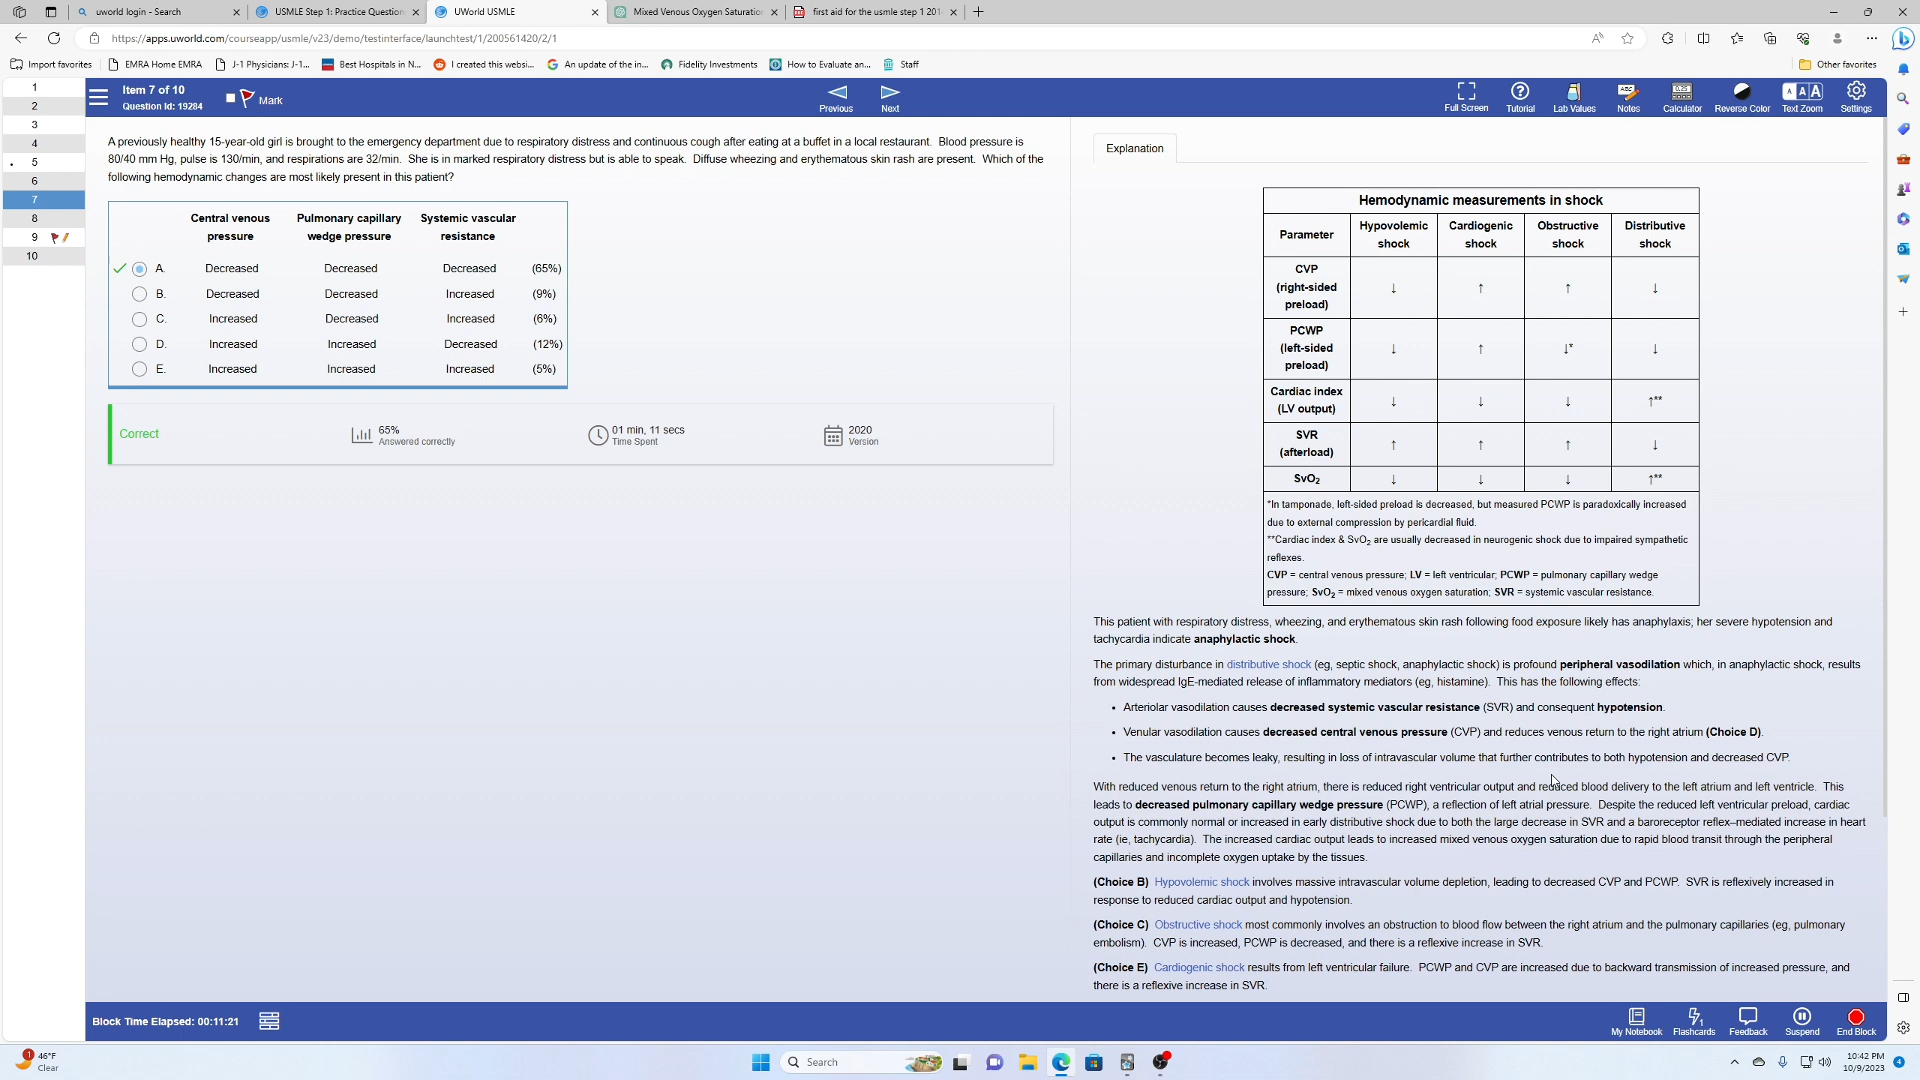 uworld login - Search
USMLE Step 1: Practice Question
UWorld USMLE
Mixed Venous Oxygen Saturation
first aid for the usmle step 1 201
https://apps.uworld.com/courseapp/usmle/v23/demo/testinterface/launchtest/1/200561420/2/1
Import favorites
EMRA Home EMRA
J-1 Physicians: J-1...
Best Hospitals in N...
I created this websi...
An update of the in...
Fidelity Investments
How to Evaluate an...
Staff
Other favorites
1
2
3
4
5
6
7
8
9
10
Item 7 of 10
Question Id: 19284
Mark
Previous
Next
Full Screen
Tutorial
Lab Values
Notes
Calculator
Reverse Color
Text Zoom
Settings
A previously healthy 15-year-old girl is brought to the emergency department due to respiratory distress and continuous cough after eating at a buffet in a local restaurant. Blood pressure is
80/40 mm Hg, pulse is 130/min, and respirations are 32/min. She is in marked respiratory distress but is able to speak. Diffuse wheezing and erythematous skin rash are present. Which of the
following hemodynamic changes are most likely present in this patient?
Central venous pressure Pulmonary capillary wedge pressure Systemic vascular resistance
A. Decreased Decreased Decreased (65%)
B. Decreased Decreased Increased (9%)
C. Increased Decreased Increased (6%)
D. Increased Increased Decreased (12%)
E. Increased Increased Increased (5%)
Correct
65%
Answered correctly
01 min, 11 secs
Time Spent
2020
Version
Explanation
Hemodynamic measurements in shock
Parameter Hypovolemic shock Cardiogenic shock Obstructive shock Distributive shock
CVP (right-sided preload) ↓ ↑ ↑ ↓
PCWP (left-sided preload) ↓ ↑ ↓* ↓
Cardiac index (LV output) ↓ ↓ ↓ ↑**
SVR (afterload) ↑ ↑ ↑ ↓
SvO2 ↓ ↓ ↓ ↑**
*In tamponade, left-sided preload is decreased, but measured PCWP is paradoxically increased
due to external compression by pericardial fluid.
**Cardiac index & SvO2 are usually decreased in neurogenic shock due to impaired sympathetic
reflexes.
CVP = central venous pressure; LV = left ventricular; PCWP = pulmonary capillary wedge
pressure; SvO2 = mixed venous oxygen saturation; SVR = systemic vascular resistance.
This patient with respiratory distress, wheezing, and erythematous skin rash following food exposure likely has anaphylaxis; her severe hypotension and
tachycardia indicate anaphylactic shock.
The primary disturbance in distributive shock (eg, septic shock, anaphylactic shock) is profound peripheral vasodilation which, in anaphylactic shock, results
from widespread IgE-mediated release of inflammatory mediators (eg, histamine). This has the following effects:
• Arteriolar vasodilation causes decreased systemic vascular resistance (SVR) and consequent hypotension.
• Venular vasodilation causes decreased central venous pressure (CVP) and reduces venous return to the right atrium (Choice D).
• The vasculature becomes leaky, resulting in loss of intravascular volume that further contributes to both hypotension and decreased CVP.
With reduced venous return to the right atrium, there is reduced right ventricular output and reduced blood delivery to the left atrium and left ventricle. This
leads to decreased pulmonary capillary wedge pressure (PCWP), a reflection of left atrial pressure. Despite the reduced left ventricular preload, cardiac
output is commonly normal or increased in early distributive shock due to both the large decrease in SVR and a baroreceptor reflex–mediated increase in heart
rate (ie, tachycardia). The increased cardiac output leads to increased mixed venous oxygen saturation due to rapid blood transit through the peripheral
capillaries and incomplete oxygen uptake by the tissues.
(Choice B) Hypovolemic shock involves massive intravascular volume depletion, leading to decreased CVP and PCWP. SVR is reflexively increased in
response to reduced cardiac output and hypotension.
(Choice C) Obstructive shock most commonly involves an obstruction to blood flow between the right atrium and the pulmonary capillaries (eg, pulmonary
embolism). CVP is increased, PCWP is decreased, and there is a reflexive increase in SVR.
(Choice E) Cardiogenic shock results from left ventricular failure. PCWP and CVP are increased due to backward transmission of increased pressure, and
there is a reflexive increase in SVR.
Block Time Elapsed: 00:11:21
My Notebook
Flashcards
Feedback
Suspend
End Block
1
46°F
Clear
Search
10:42 PM
10/9/2023
4